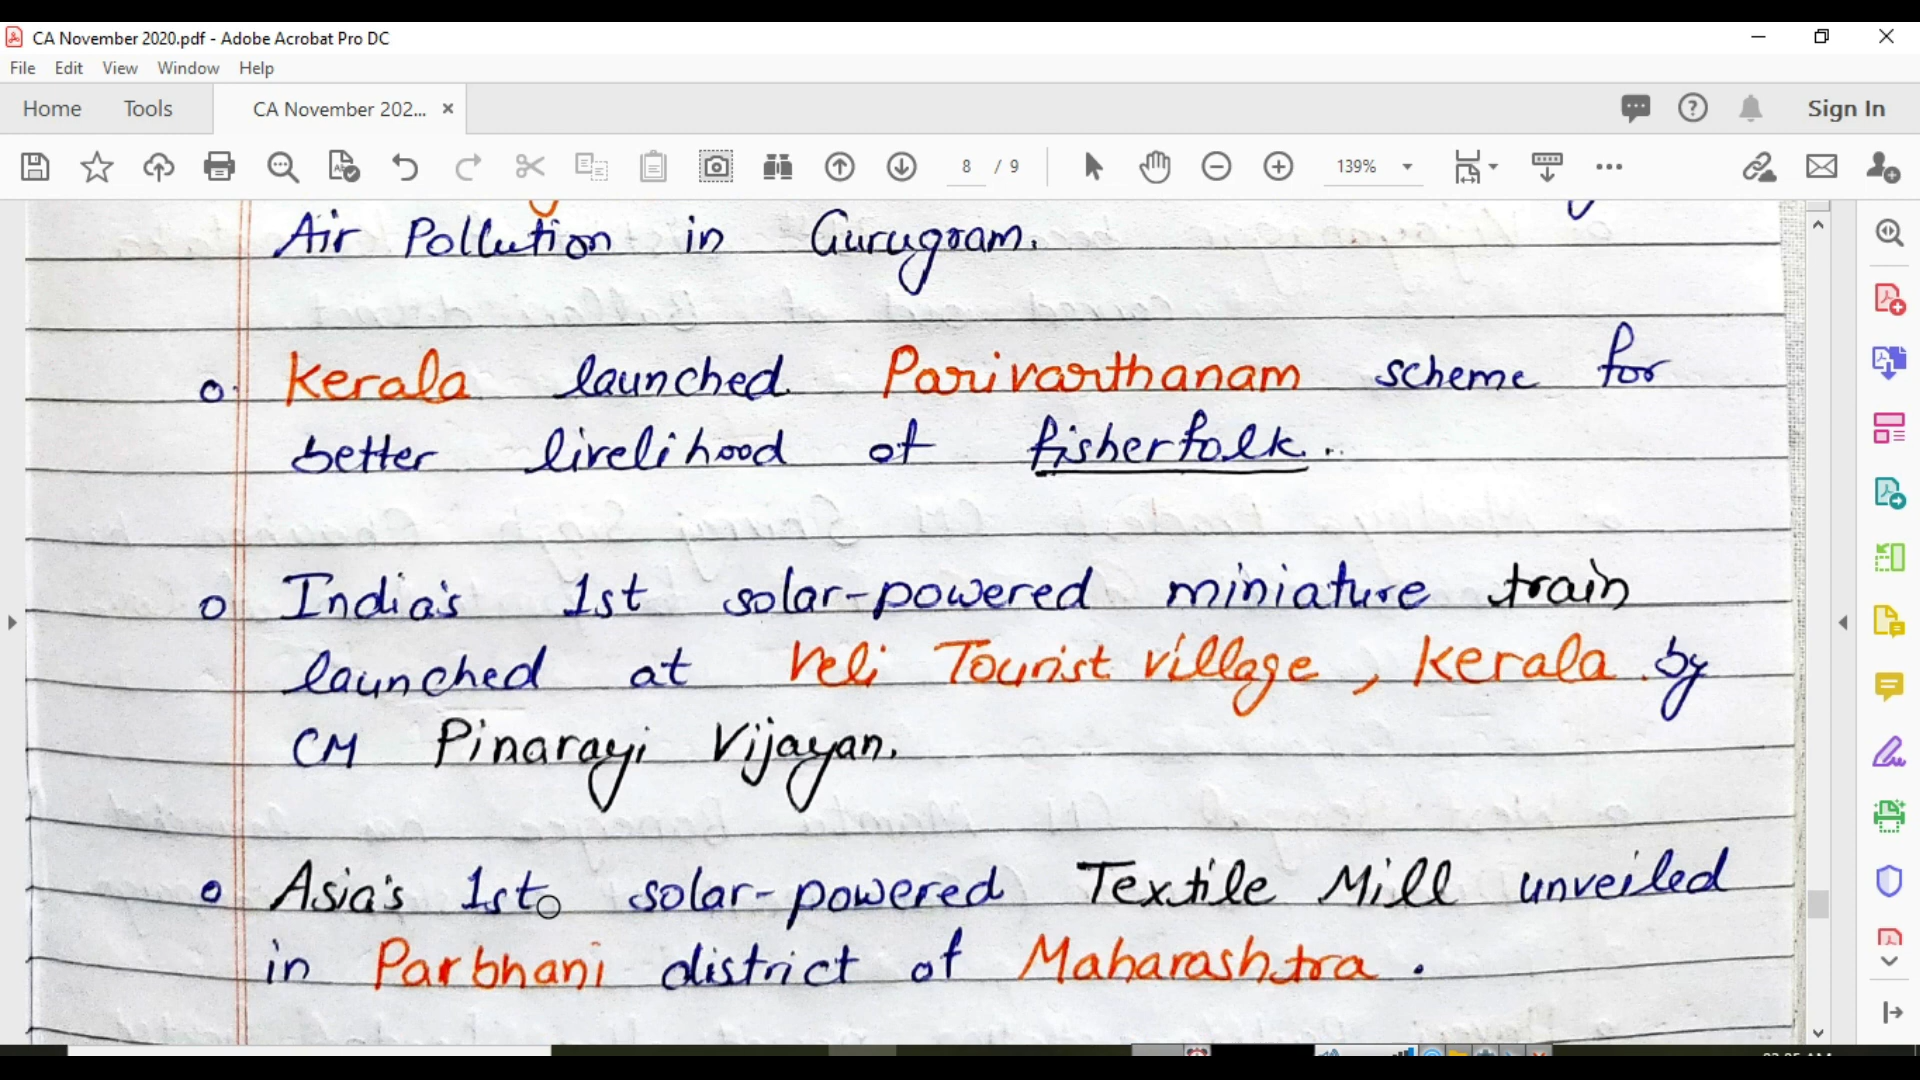 CA November 2020.pdf - Adobe Acrobat Pro DC
File Edit View Window Help
Home Tools CA November 202... × Sign In
8 / 9 139%
Air Pollution in Gurugram.
o Kerala launched Parivarthanam scheme for
better livelihood of fisherfolk.
o India's 1st solar-powered miniature train
launched at Veli Tourist village, Kerala by
CM Pinarayi Vijayan.
o Asia's 1st solar-powered Textile Mill unveiled
in Parbhani district of Maharashtra.